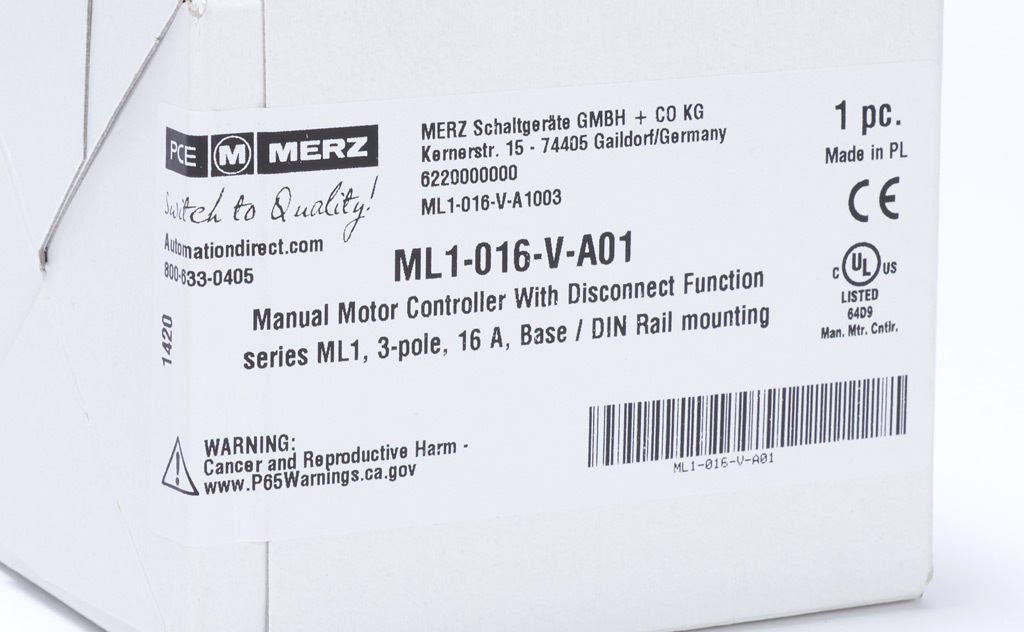 PCE M MERZ
Switch to Quality!
Automationdirect.com
800-633-0405
1420
MERZ Schaltgeräte GMBH + CO KG
Kernerstr. 15 - 74405 Gaildorf/Germany
6220000000
ML1-016-V-A1003
1 pc.
Made in PL
CE
ML1-016-V-A01
Manual Motor Controller With Disconnect Function
series ML1, 3-pole, 16 A, Base / DIN Rail mounting
C UL US
LISTED
64D9
Man. Mtr. Cntlr.
WARNING:
Cancer and Reproductive Harm -
www.P65Warnings.ca.gov
ML1-016-V-A01